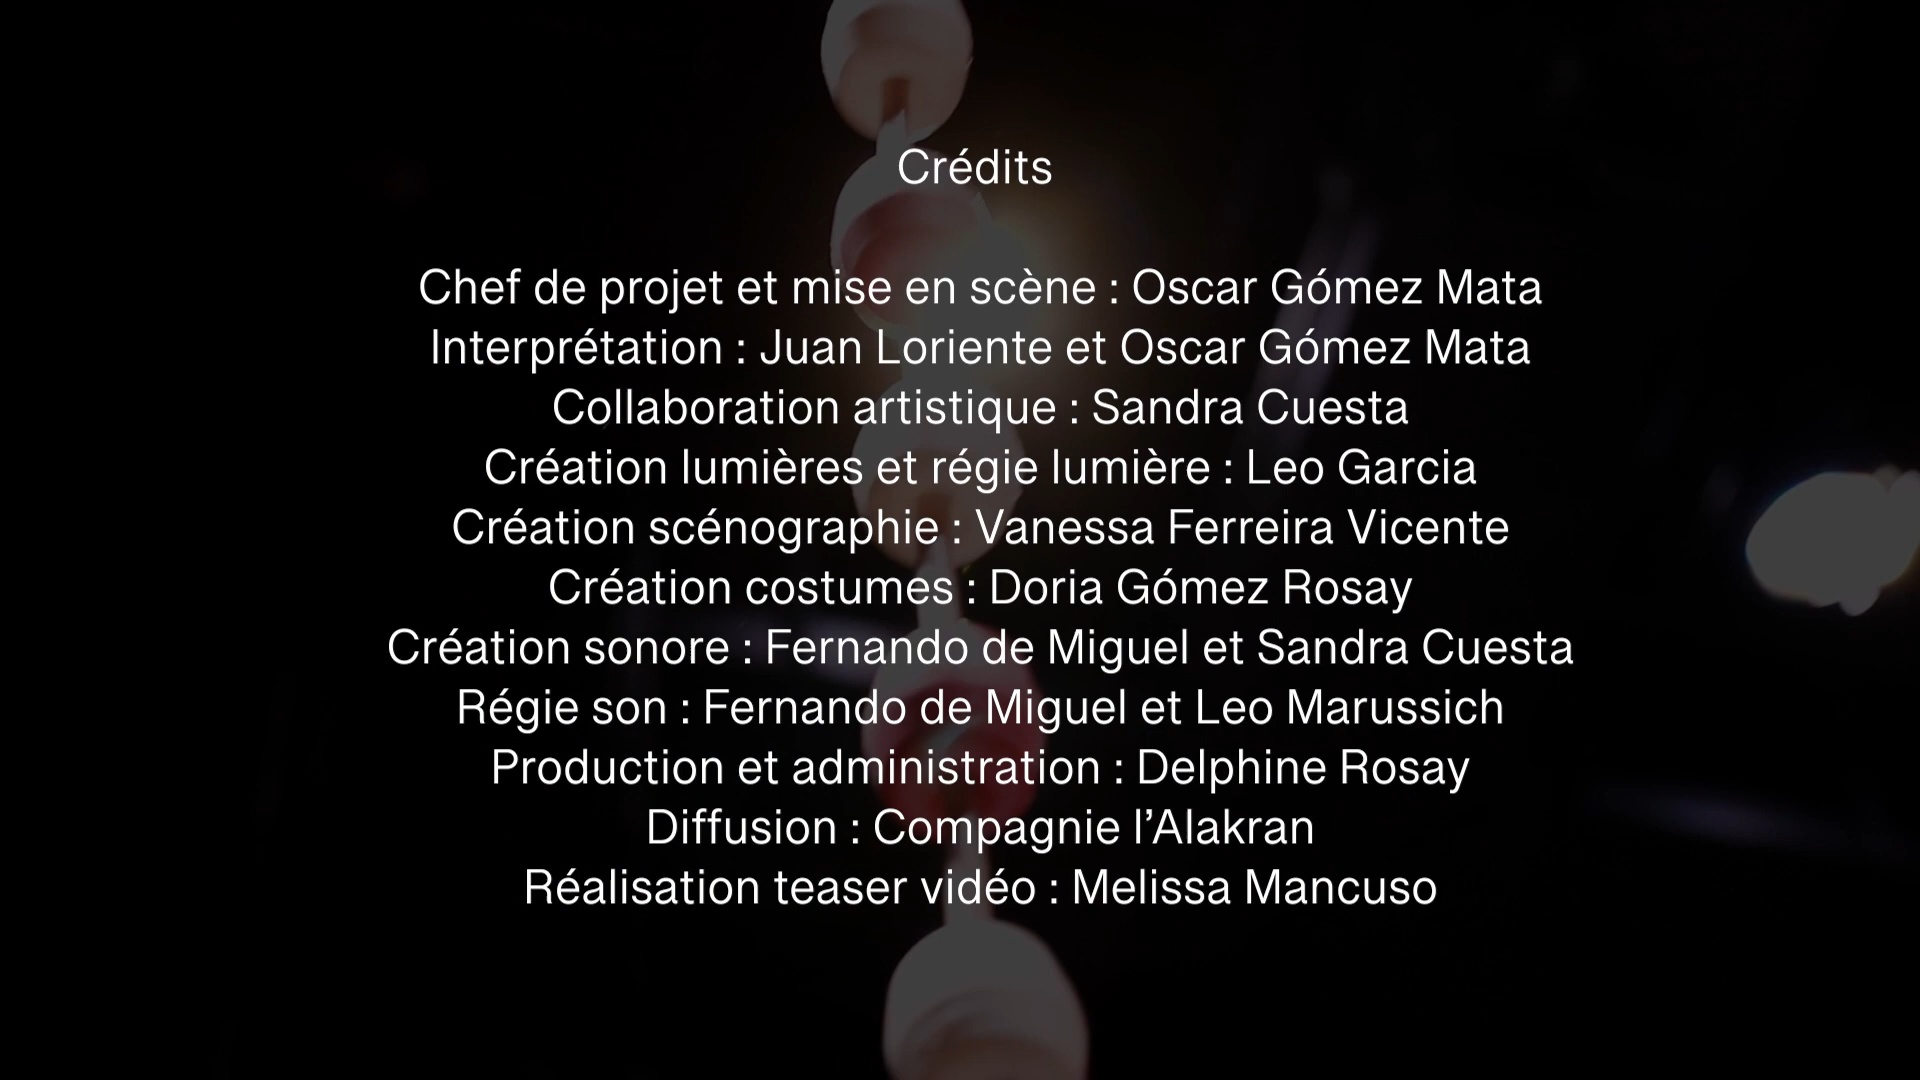 Crédits
Chef de projet et mise en scène : Oscar Gómez Mata
Interprétation : Juan Loriente et Oscar Gómez Mata
Collaboration artistique : Sandra Cuesta
Création lumières et régie lumière : Leo Garcia
Création scénographie : Vanessa Ferreira Vicente
Création costumes : Doria Gómez Rosay
Création sonore : Fernando de Miguel et Sandra Cuesta
Régie son : Fernando de Miguel et Leo Marussich
Production et administration : Delphine Rosay
Diffusion : Compagnie l’Alakran
Réalisation teaser vidéo : Melissa Mancuso